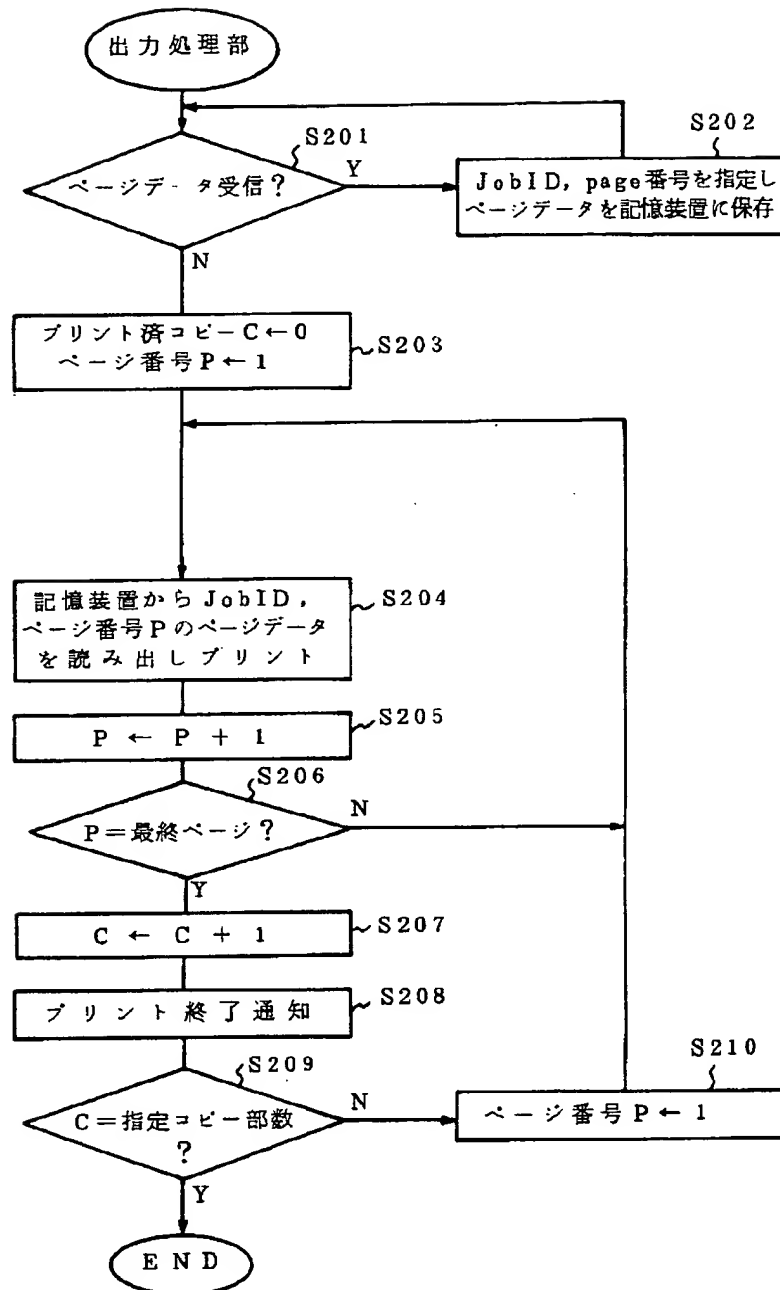 出力処理部
S201
ページデータ受信?
Y
N
S202
JobID, page番号を指定し
ページデータを記憶装置に保存
プリント済コピーC←0
ページ番号P←1
S203
記憶装置からJobID,
ページ番号Pのページデータ
を読み出しプリント
S204
P ← P + 1
S205
S206
P=最終ページ?
N
Y
C ← C + 1
S207
プリント終了通知
S208
S209
C=指定コピー部数
?
N
Y
S210
ページ番号P←1
END